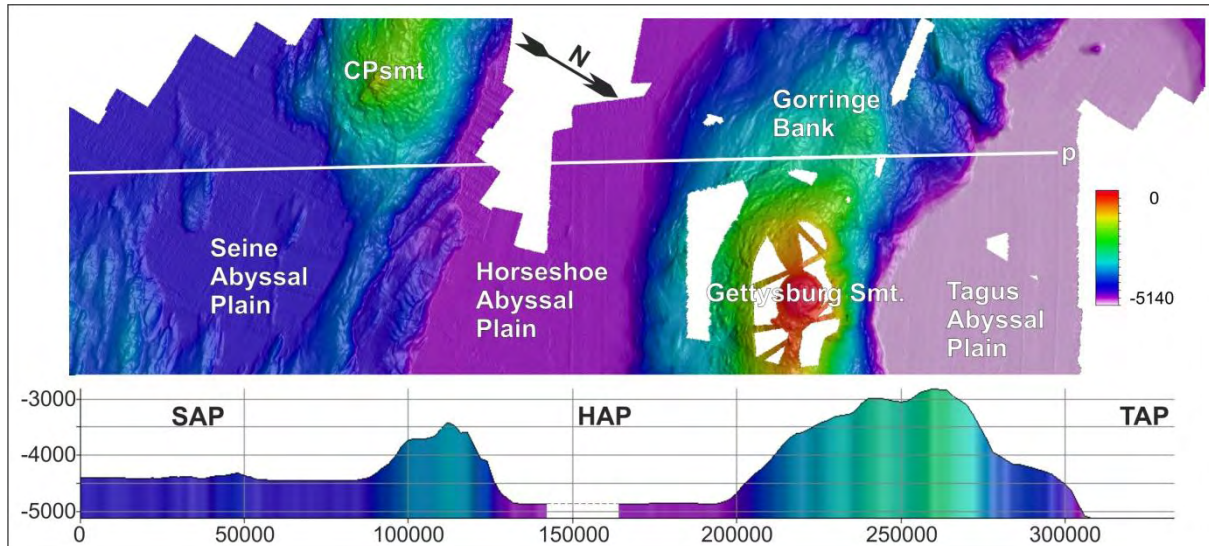 CPsmt
N
Gorringe
Bank
p
0
-5140
Seine
Abyssal
Plain
Horseshoe
Abyssal
Plain
Gettysburg Smt.
Tagus
Abyssal
Plain
-3000
-4000
-5000
SAP
HAP
TAP
0
50000
100000
150000
200000
250000
300000